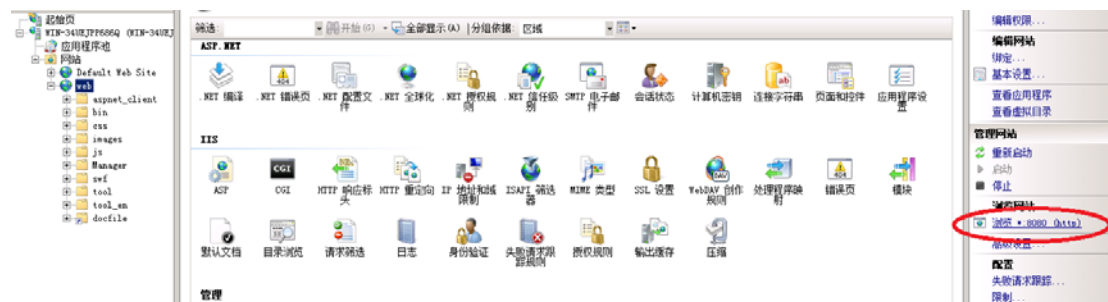 起始页
WIN-34UEJPP686Q (WIN-34UEJ
应用程序池
网站
Default Web Site
web
aspnet_client
bin
css
images
js
Manager
swf
tool
tool_en
docfile
筛选:
开始(G)
全部显示(A)
分组依据: 区域
ASP.NET
.NET 编译
.NET 错误页
.NET 配置文件
.NET 全球化
.NET 授权规则
.NET 信任级别
SMTP 电子邮件
会话状态
计算机密钥
连接字符串
页面和控件
应用程序设置
IIS
ASP
CGI
HTTP 响应标头
HTTP 重定向
IP 地址和域限制
ISAPI 筛选器
MIME 类型
SSL 设置
WebDAV 创作规则
处理程序映射
错误页
模块
默认文档
目录浏览
请求筛选
日志
身份验证
失败请求跟踪规则
授权规则
输出缓存
压缩
管理
编辑权限...
编辑网站
绑定...
基本设置...
查看应用程序
查看虚拟目录
管理网站
重新启动
启动
停止
浏览网站
浏览 *:8080 (http)
高级设置...
配置
失败请求跟踪...
限制...